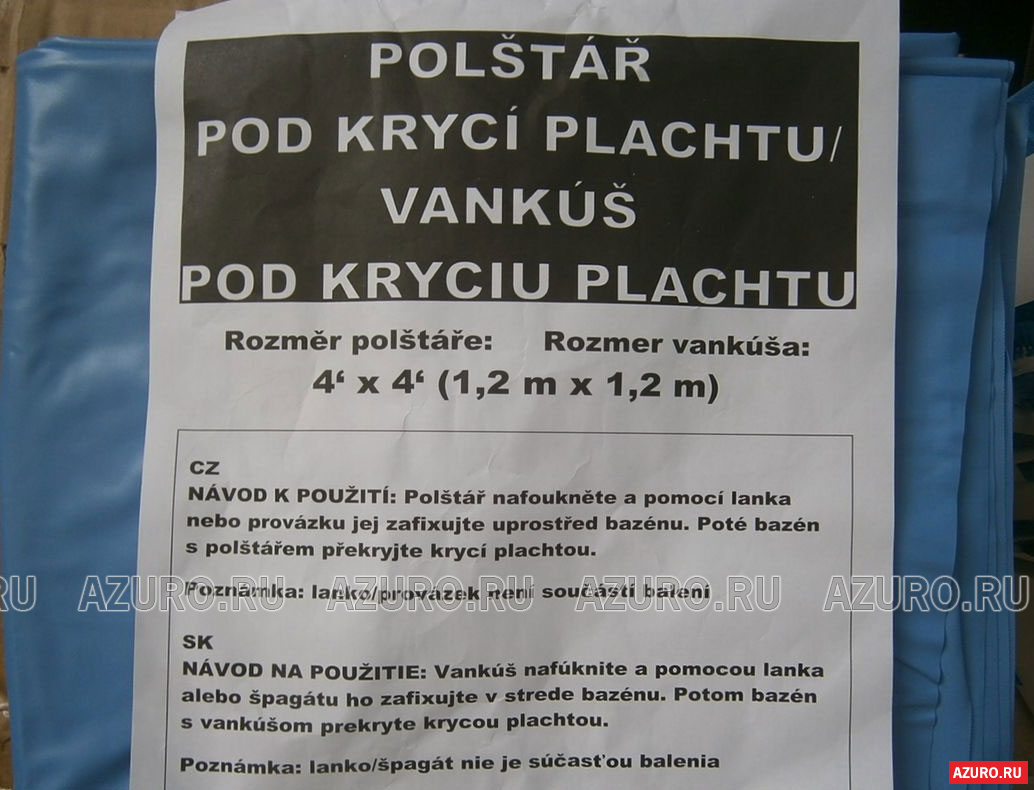 POLŠTÁŘ
POD KRYCÍ PLACHTU/
VANKÚŠ
POD KRYCIU PLACHTU
Rozměr polštáře: Rozmer vankúša:
4‘ x 4‘ (1,2 m x 1,2 m)
CZ
NÁVOD K POUŽITÍ: Polštář nafoukněte a pomocí lanka
nebo provázku jej zafixujte uprostřed bazénu. Poté bazén
s polštářem překryjte krycí plachtou.
Poznámka: lanko/provázek není součástí balení
.RU AZURO.RU AZURO.RU AZURO.RU AZURO.RU
SK
NÁVOD NA POUŽITIE: Vankúš nafúknite a pomocou lanka
alebo špagátu ho zafixujte v strede bazénu. Potom bazén
s vankúšom prekryte krycou plachtou.
Poznámka: lanko/špagát nie je súčasťou balenia
AZURO.RU